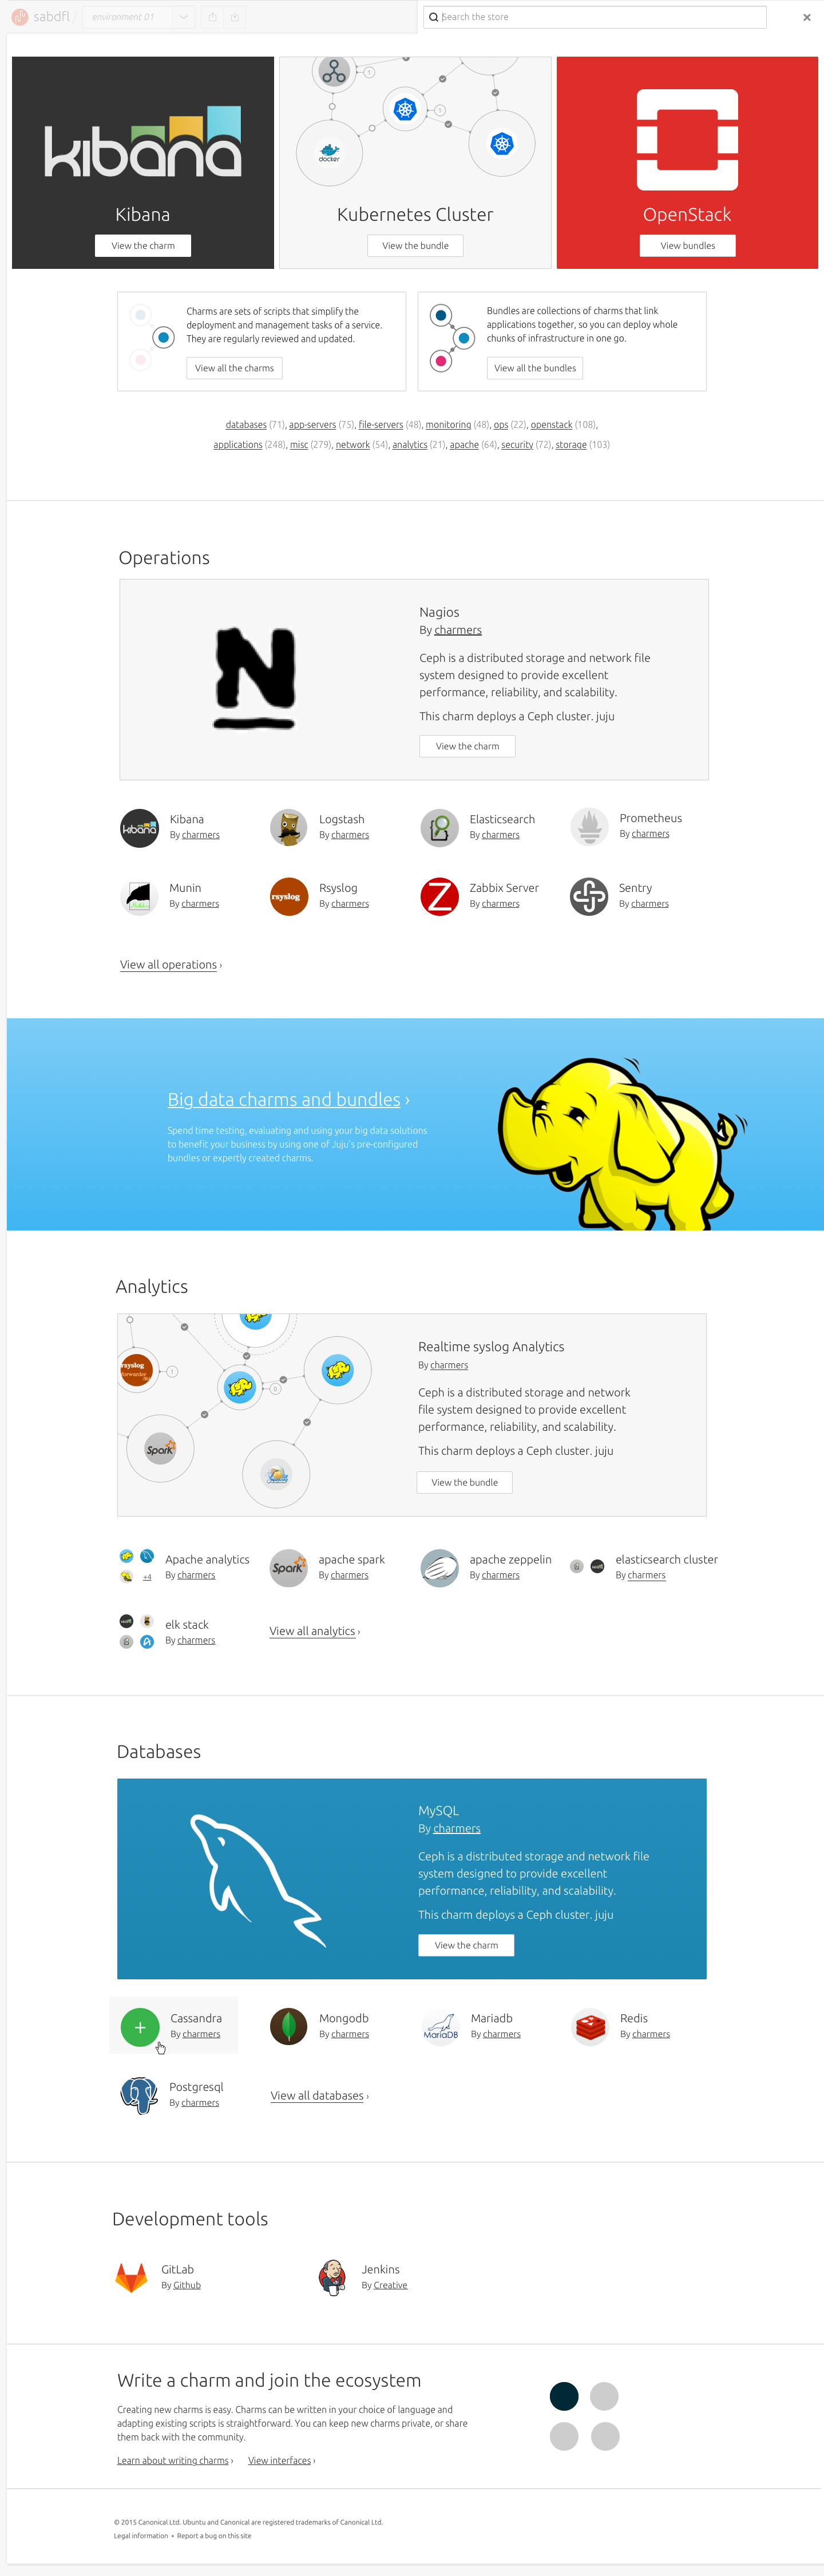 sabdfl /
environment 01
Search the store
kibana
Kibana
View the charm
1
1
docker
Kubernetes Cluster
View the bundle
OpenStack
View bundles
Charms are sets of scripts that simplify the
deployment and management tasks of a service.
They are regularly reviewed and updated.
View all the charms
Bundles are collections of charms that link
applications together, so you can deploy whole
chunks of infrastructure in one go.
View all the bundles
databases (71), app-servers (75), file-servers (48), monitoring (48), ops (22), openstack (108),
applications (248), misc (279), network (54), analytics (21), apache (64), security (72), storage (103)
Operations
N
Nagios
By charmers
Ceph is a distributed storage and network file
system designed to provide excellent
performance, reliability, and scalability.
This charm deploys a Ceph cluster. juju
View the charm
kibana
Kibana
By charmers
Logstash
By charmers
Elasticsearch
By charmers
Prometheus
By charmers
Munin
By charmers
rsyslog
Rsyslog
By charmers
Z
Zabbix Server
By charmers
Sentry
By charmers
View all operations ›
Big data charms and bundles ›
Spend time testing, evaluating and using your big data solutions
to benefit your business by using one of Juju's pre-configured
bundles or expertly created charms.
Analytics
rsyslog
forwarder
1
0
Spark
Realtime syslog Analytics
By charmers
Ceph is a distributed storage and network
file system designed to provide excellent
performance, reliability, and scalability.
This charm deploys a Ceph cluster. juju
View the bundle
+4
Apache analytics
By charmers
Spark
apache spark
By charmers
apache zeppelin
By charmers
elasticsearch cluster
By charmers
elk stack
By charmers
View all analytics ›
Databases
MySQL
By charmers
Ceph is a distributed storage and network file
system designed to provide excellent
performance, reliability, and scalability.
This charm deploys a Ceph cluster. juju
View the charm
Cassandra
By charmers
Mongodb
By charmers
MariaDB
Mariadb
By charmers
Redis
By charmers
Postgresql
By charmers
View all databases ›
Development tools
GitLab
By Github
Jenkins
By Creative
Write a charm and join the ecosystem
Creating new charms is easy. Charms can be written in your choice of language and
adapting existing scripts is straightforward. You can keep new charms private, or share
them back with the community.
Learn about writing charms › View interfaces ›
© 2015 Canonical Ltd. Ubuntu and Canonical are registered trademarks of Canonical Ltd.
Legal information • Report a bug on this site